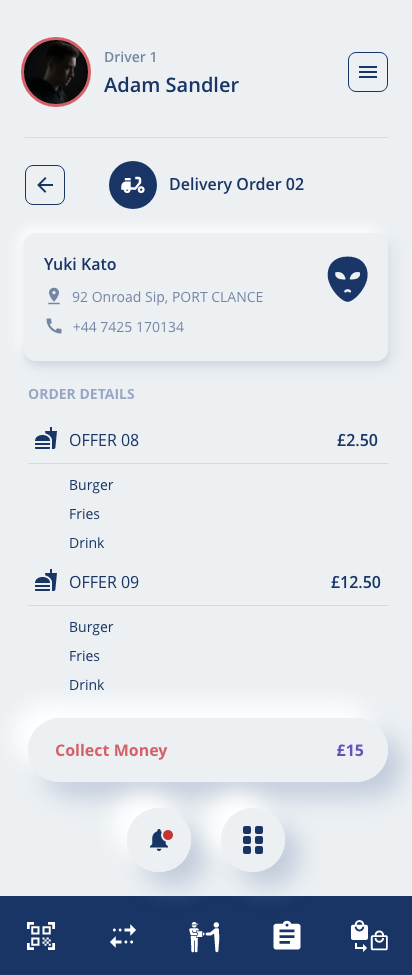 Driver 1
Adam Sandler
Delivery Order 02
Yuki Kato
92 Onroad Sip, PORT CLANCE
+44 7425 170134
ORDER DETAILS
OFFER 08 £2.50
Burger
Fries
Drink
OFFER 09 £12.50
Burger
Fries
Drink
Collect Money £15